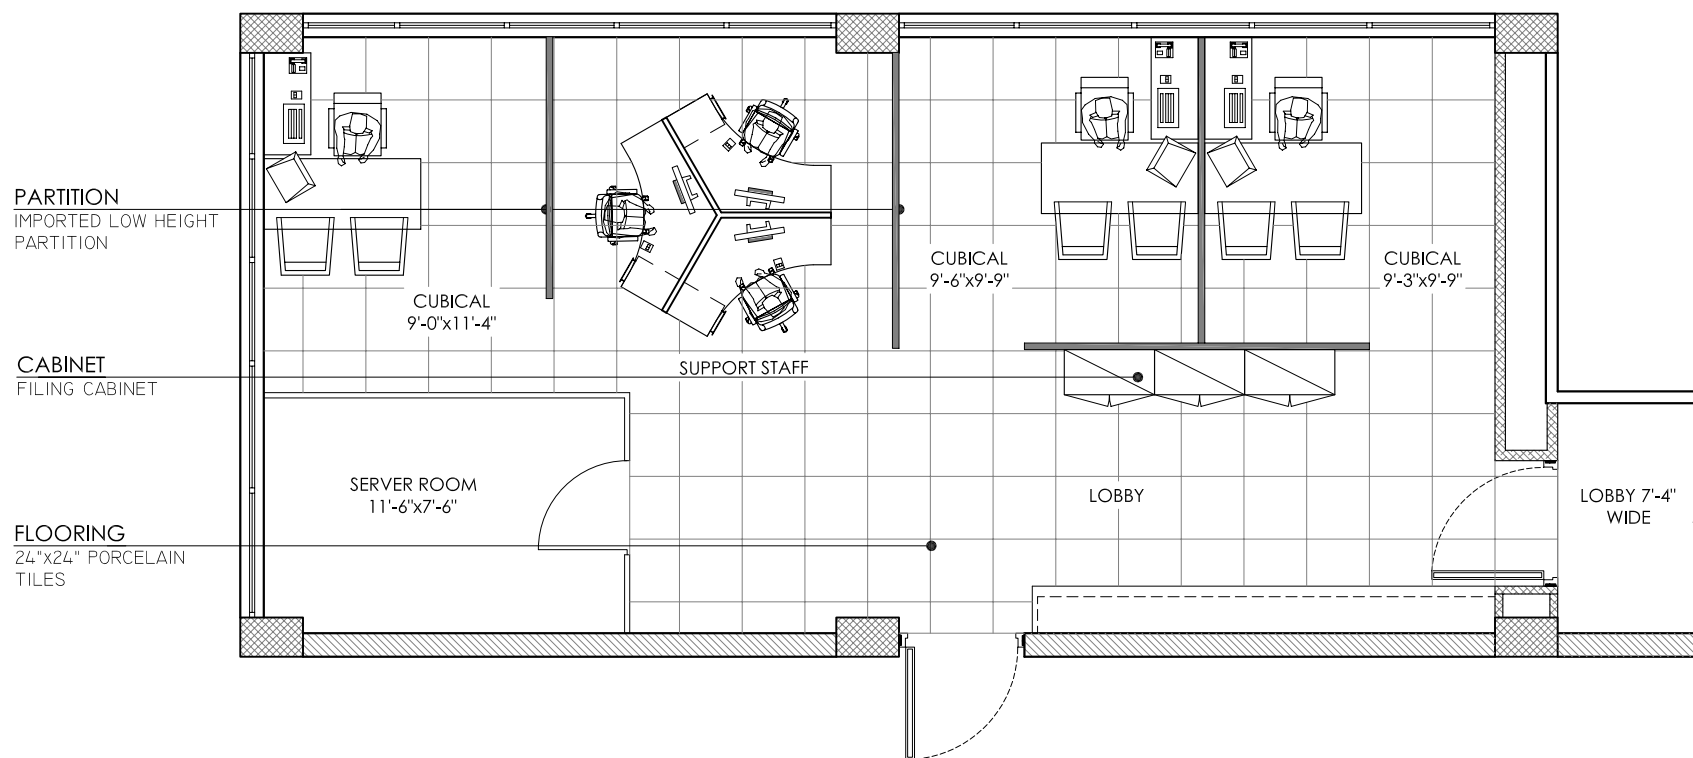 PARTITION
IMPORTED LOW HEIGHT
PARTITION
CABINET
FILING CABINET
FLOORING
24"x24" PORCELAIN
TILES
CUBICAL
9'-0"x11'-4"
SUPPORT STAFF
CUBICAL
9'-6"x9'-9"
CUBICAL
9'-3"x9'-9"
SERVER ROOM
11'-6"x7'-6"
LOBBY
LOBBY 7'-4"
WIDE